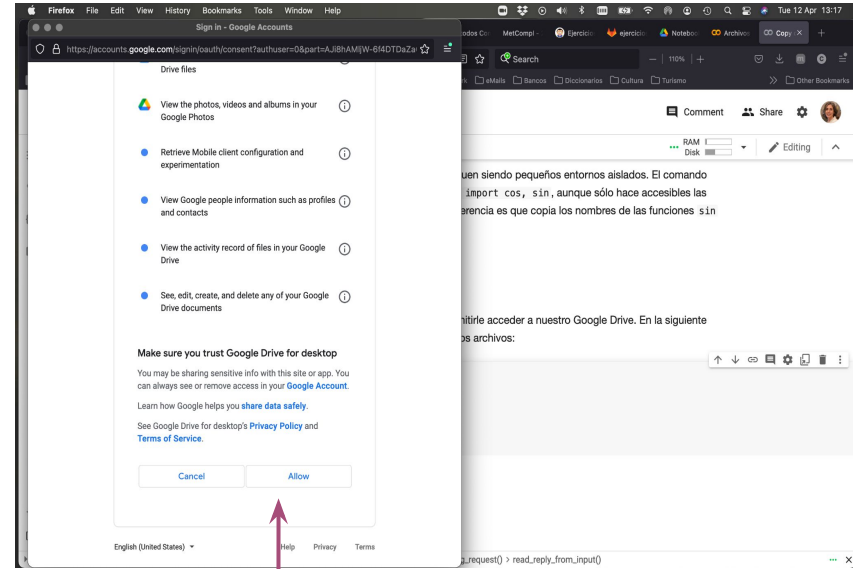 Firefox File Edit View History Bookmarks Tools Window Help
Tue 12 Apr 13:17
Sign in - Google Accounts
https://accounts.google.com/signin/oauth/consent?authuser=0&part=AJi8hAMljW-6f4DTDaZa
odos Cor MetCompl - Ejercicio ejercicio Notebook Archivos Copy
Search
110%
eMails Bancos Diccionarios Cultura Turismo Other Bookmarks
Drive files
View the photos, videos and albums in your
Google Photos
Retrieve Mobile client configuration and
experimentation
View Google people information such as profiles
and contacts
View the activity record of files in your Google
Drive
See, edit, create, and delete any of your Google
Drive documents
Make sure you trust Google Drive for desktop
You may be sharing sensitive info with this site or app. You
can always see or remove access in your Google Account.
Learn how Google helps you share data safely.
See Google Drive for desktop's Privacy Policy and
Terms of Service.
Cancel Allow
English (United States) Help Privacy Terms
Comment Share
RAM
Disk
Editing
uen siendo pequeños entornos aislados. El comando
import cos, sin, aunque sólo hace accesibles las
erencia es que copia los nombres de las funciones sin
nitirle acceder a nuestro Google Drive. En la siguiente
os archivos:
g_request() > read_reply_from_input()